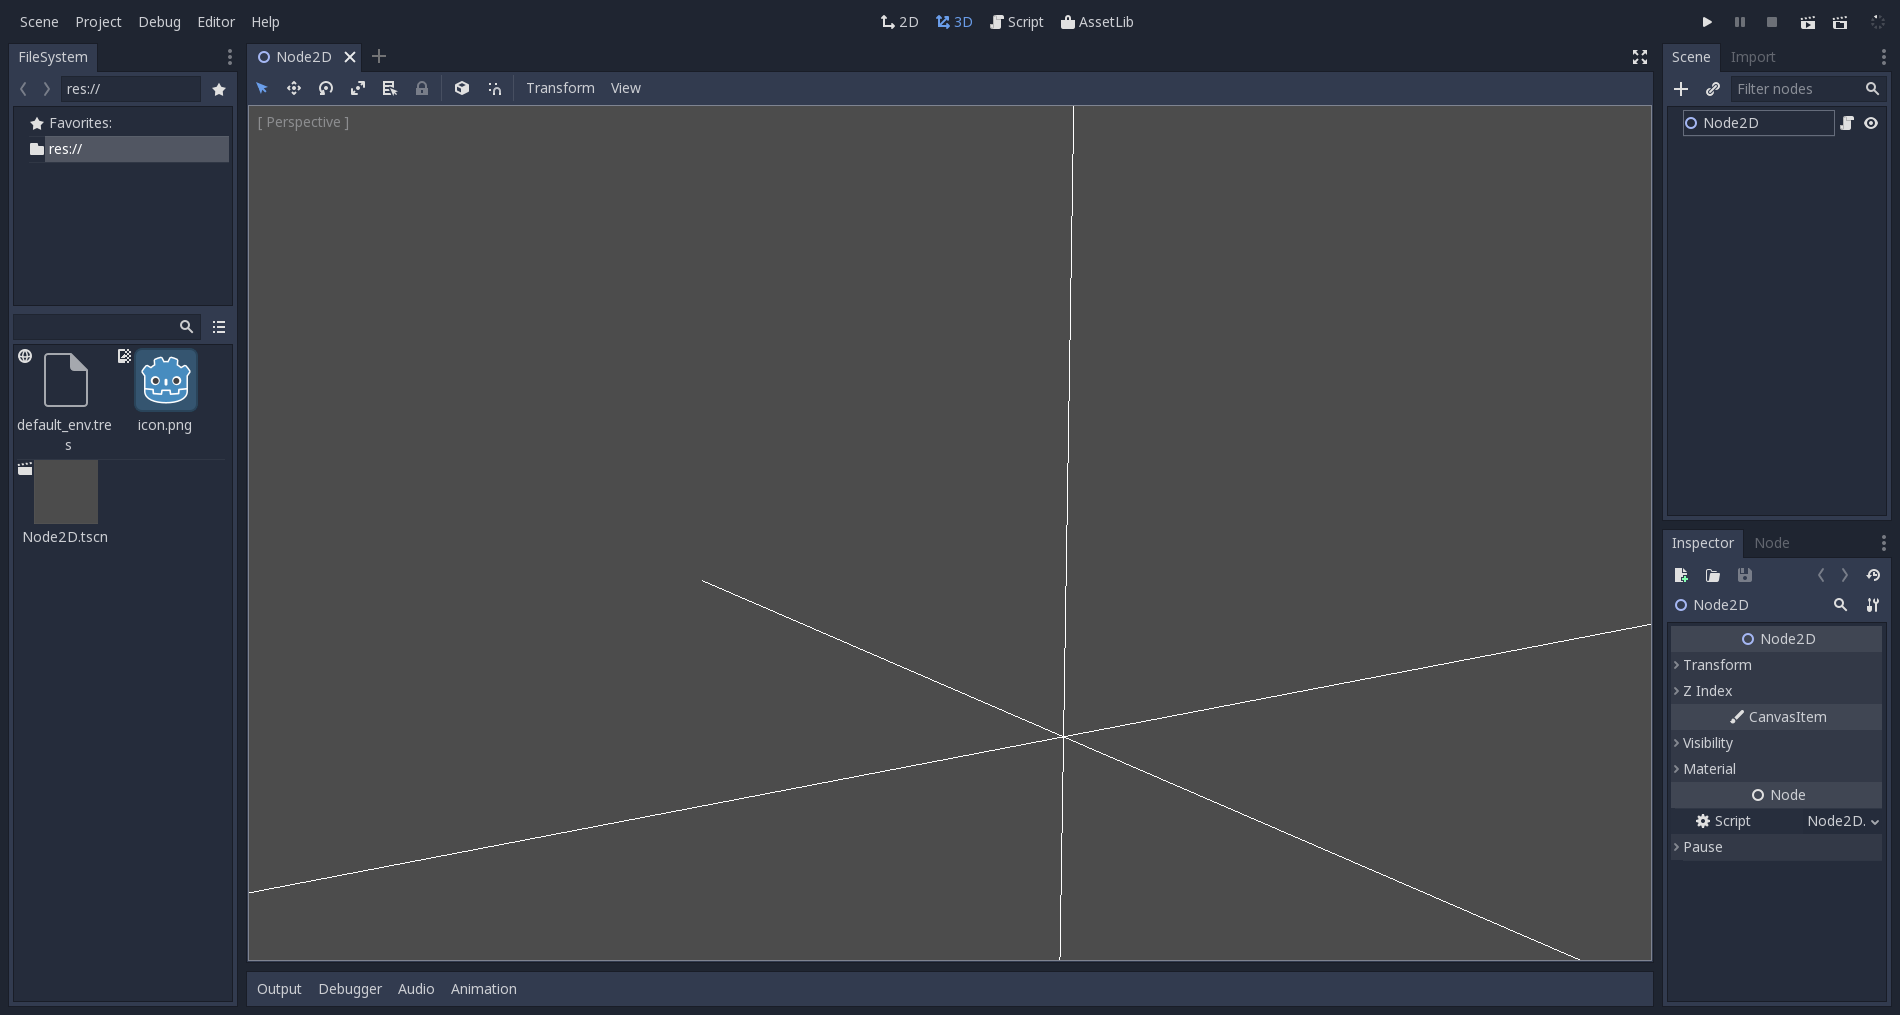 Scene Project Debug Editor Help
2D 3D Script AssetLib
FileSystem
res://
Favorites:
res://
default_env.tre
s
icon.png
Node2D.tscn
Node2D
Transform View
[ Perspective ]
Output Debugger Audio Animation
Scene Import
Filter nodes
Node2D
Inspector Node
Node2D
Node2D
Transform
Z Index
CanvasItem
Visibility
Material
Node
Script Node2D.
Pause